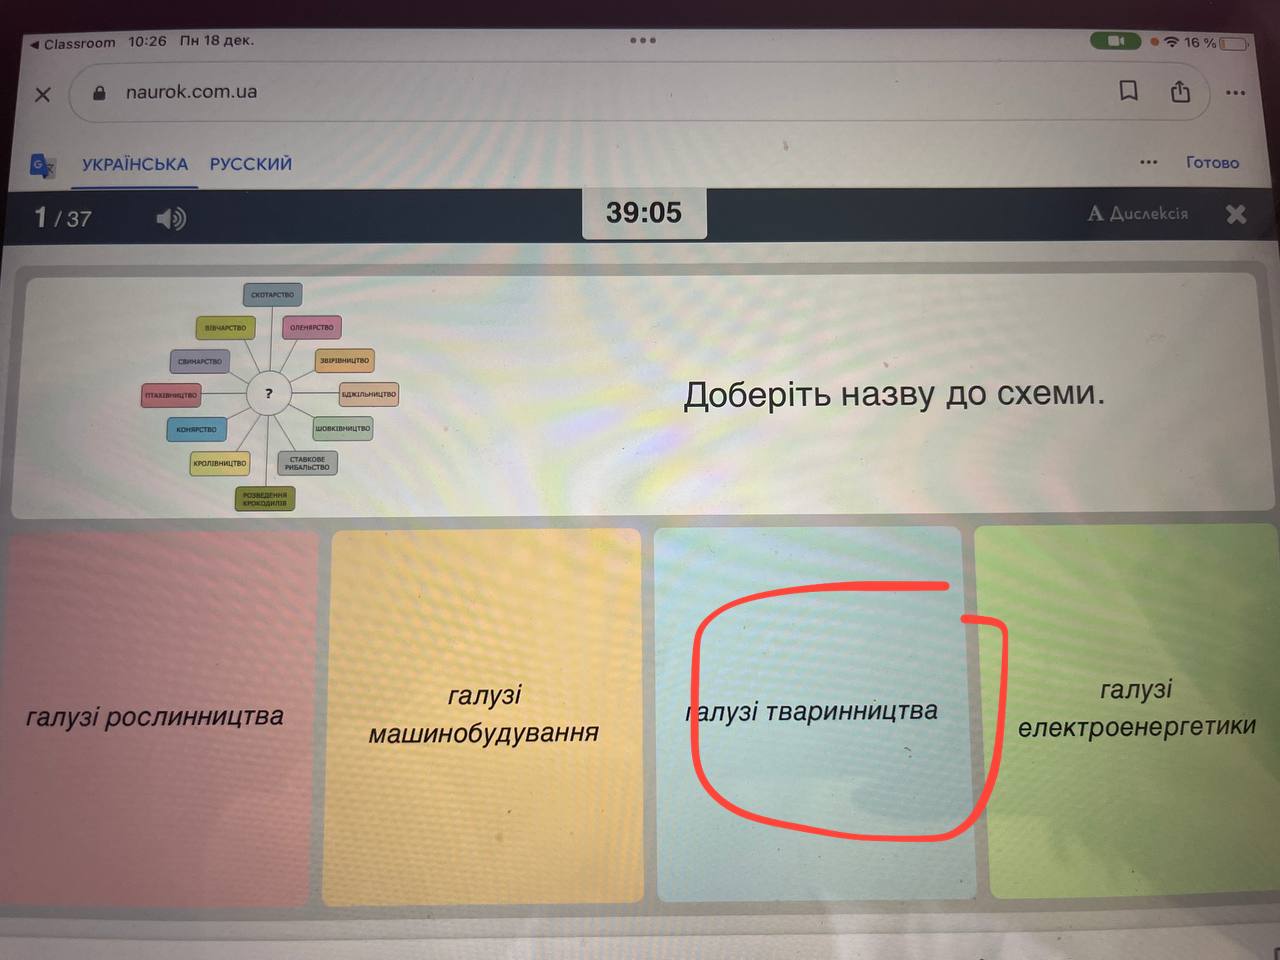 Classroom 10:26 Пн 18 дек.
16 %
naurok.com.ua
УКРАЇНСЬКА РУССКИЙ
Готово
1 / 37
39:05
А Дислексія
СКОТАРСТВО
ВІВЧАРСТВО
ОЛЕНЯРСТВО
СВИНАРСТВО
ЗВІРІВНИЦТВО
ПТАХІВНИЦТВО
?
БДЖІЛЬНИЦТВО
КОНЯРСТВО
ШОВКІВНИЦТВО
КРОЛІВНИЦТВО
СТАВКОВЕ
РИБАЛЬСТВО
РОЗВЕДЕННЯ
КРОКОДИЛІВ
Доберіть назву до схеми.
галузі рослинництва
галузі
машинобудування
галузі тваринництва
галузі
електроенергетики